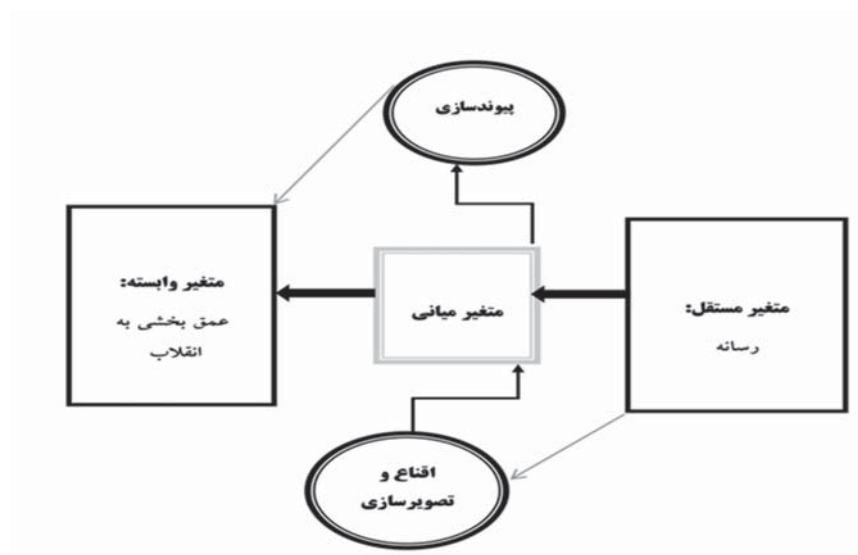 پیوندسازی
متغیر مستقل:
رسانه
متغیر میانی
متغیر وابسته:
عمق بخشی به
انقلاب
اقناع و
تصویرسازی